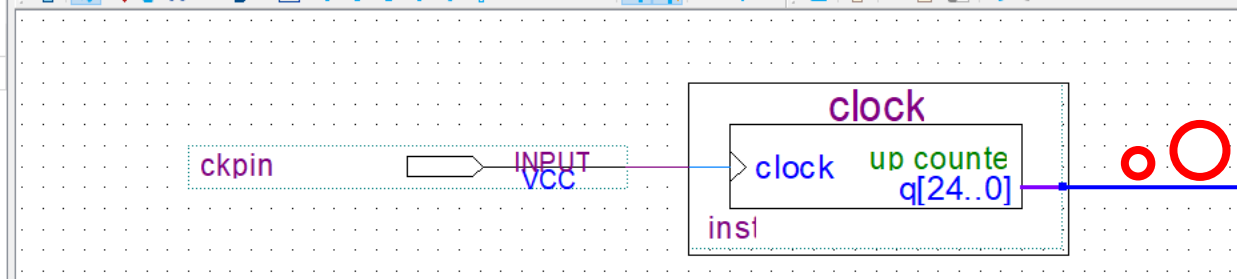 clock
ckpin
INPUT
VCC
clock
up counte
q[24..0]
inst